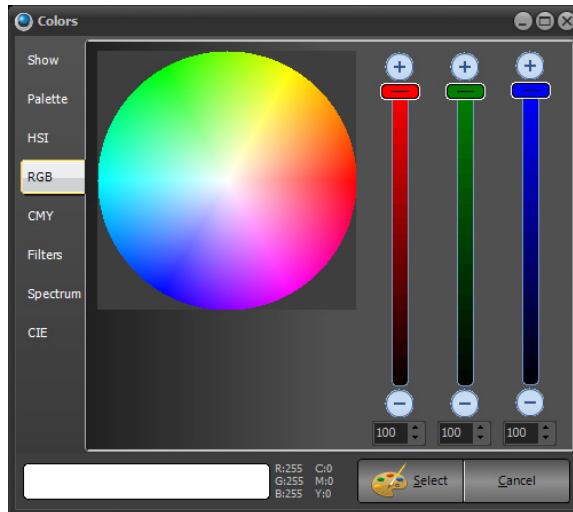 Colors
Show
Palette
HSI
RGB
CMY
Filters
Spectrum
CIE
100 100 100
R:255 C:0
G:255 M:0
B:255 Y:0
Select
Cancel